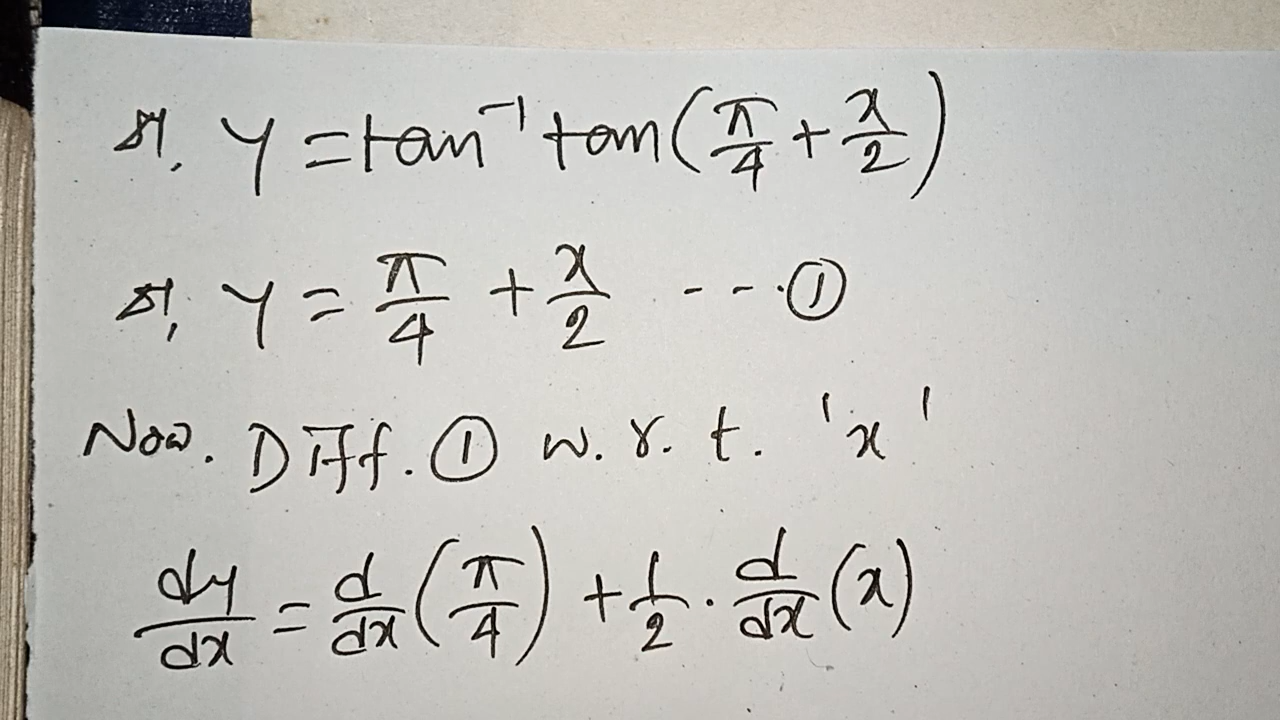 या, y = tan⁻¹ tan(π/4 + x/2)
या, y = π/4 + x/2 ---①
Now. Diff. ① w. r. t. 'x'
dy/dx = d/dx(π/4) + 1/2 · d/dx(x)